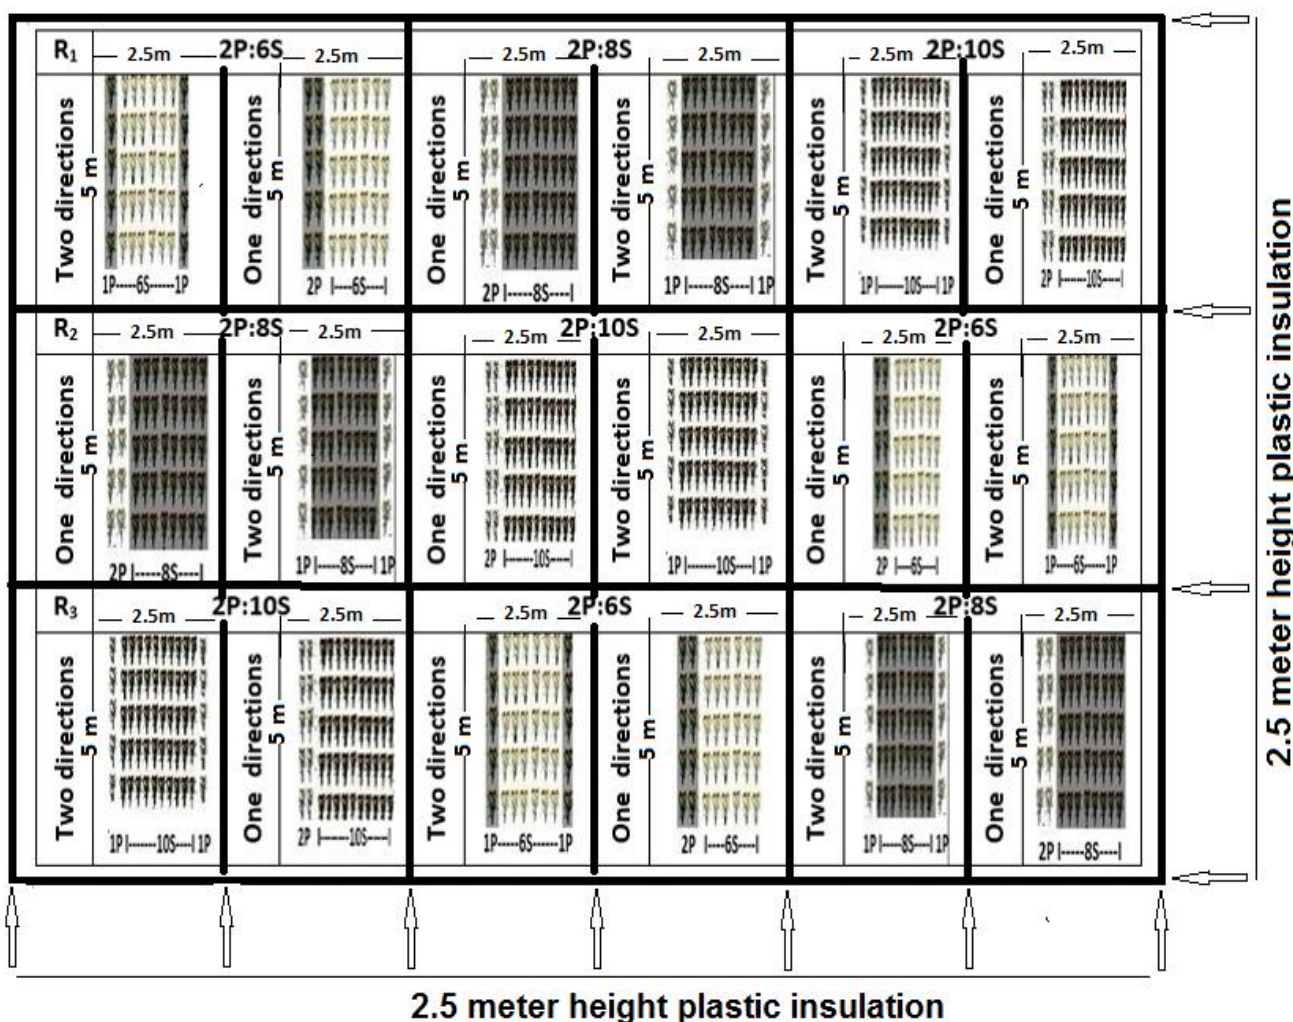 R1 2.5m 2P:6S 2.5m 2.5m 2P:8S 2.5m 2.5m 2P:10S 2.5m
Two directions 5 m One directions 5 m One directions 5 m Two directions 5 m Two directions 5 m One directions 5 m
1P-----6S-----1P 2P |----6S----| 2P |-----8S----| 1P|-----8S----|1P 1P|-----10S----|1P 2P |-----10S----|
R2 2.5m 2P:8S 2.5m 2.5m 2P:10S 2.5m 2.5m 2P:6S 2.5m
One directions 5 m Two directions 5 m One directions 5 m Two directions 5 m One directions 5 m Two directions 5 m
2P |-----8S----| 1P|-----8S----|1P 2P |------10S----| 1P|------10S----|1P 2P |---6S---| 1P-----6S-----1P
R3 2.5m 2P:10S 2.5m 2.5m 2P:6S 2.5m 2.5m 2P:8S 2.5m
Two directions 5 m One directions 5 m Two directions 5 m One directions 5 m Two directions 5 m One directions 5 m
1P|------10S----|1P 2P |-----10S----| 1P-----6S-----1P 2P |----6S----| 1P|----8S----|1P 2P |-----8S----|
2.5 meter height plastic insulation
2.5 meter height plastic insulation